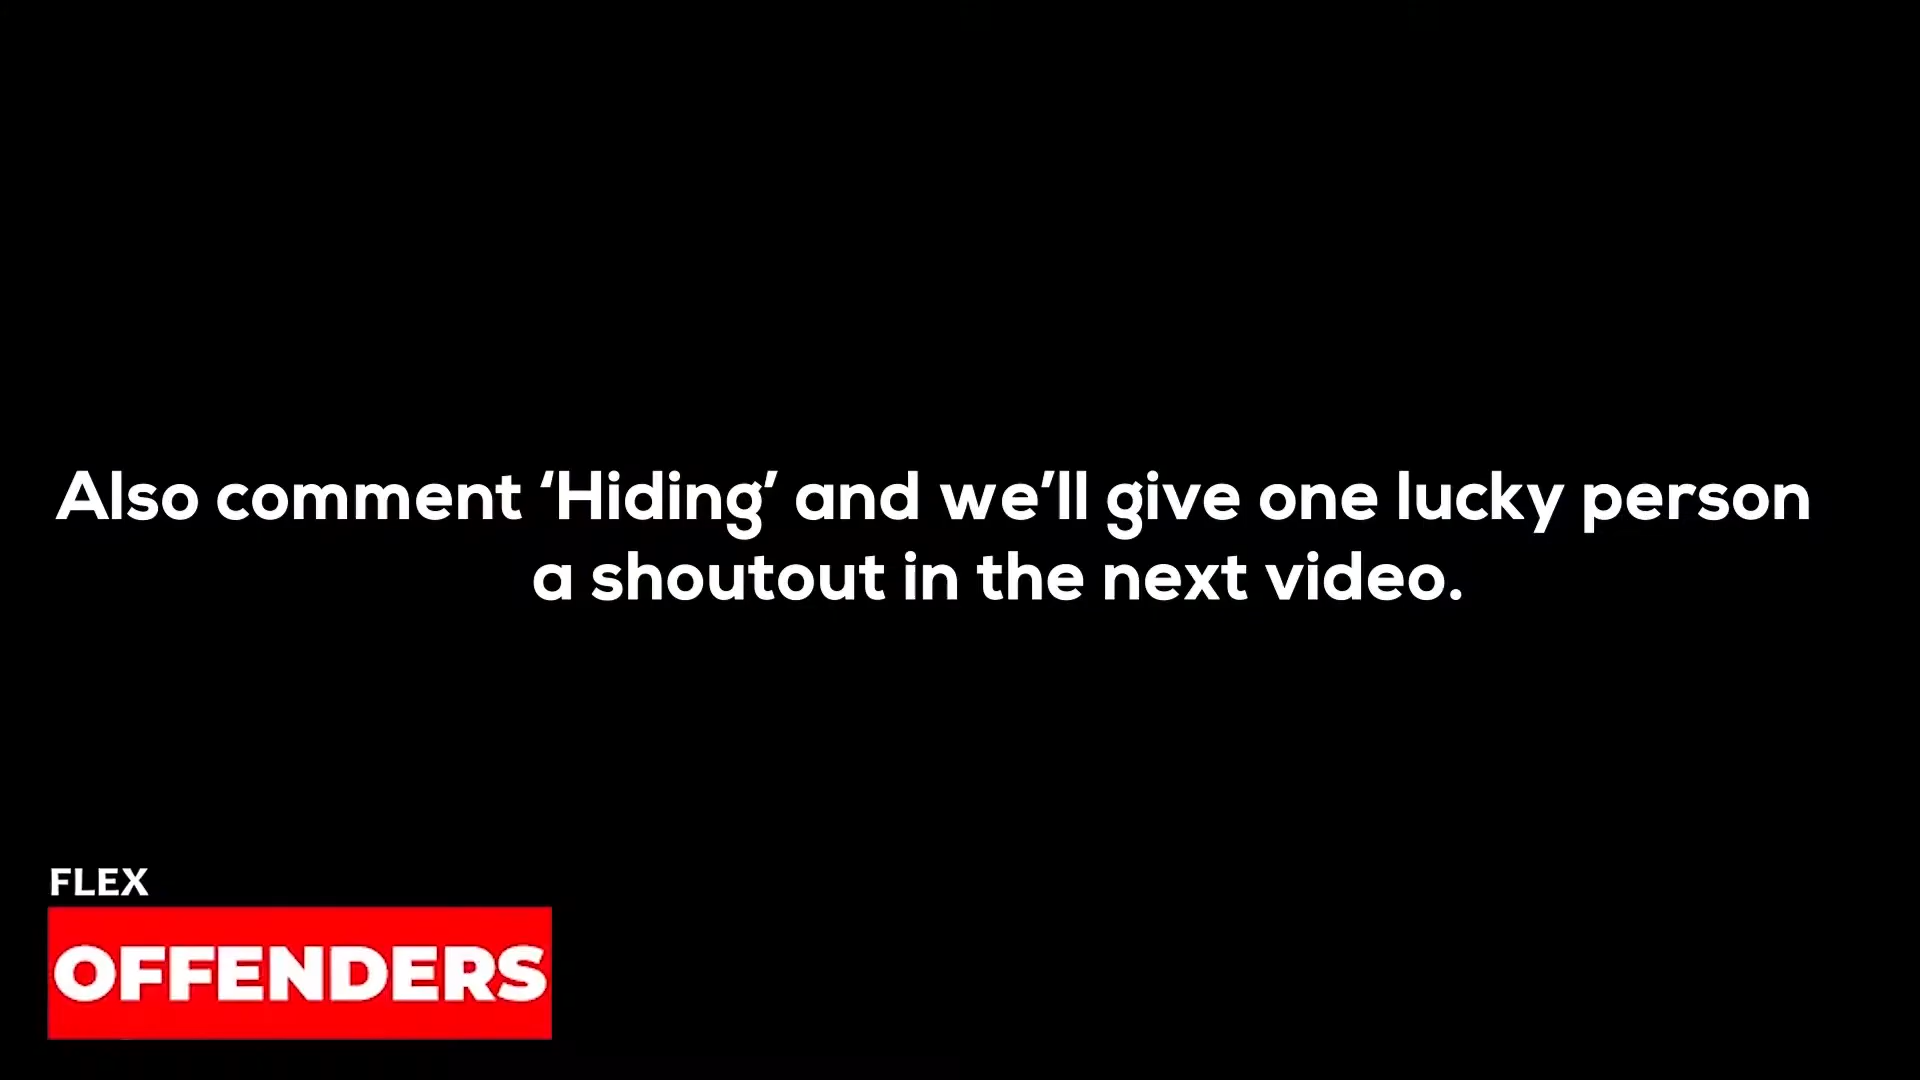 Also comment ‘Hiding’ and we’ll give one lucky person
a shoutout in the next video.
FLEX
OFFENDERS